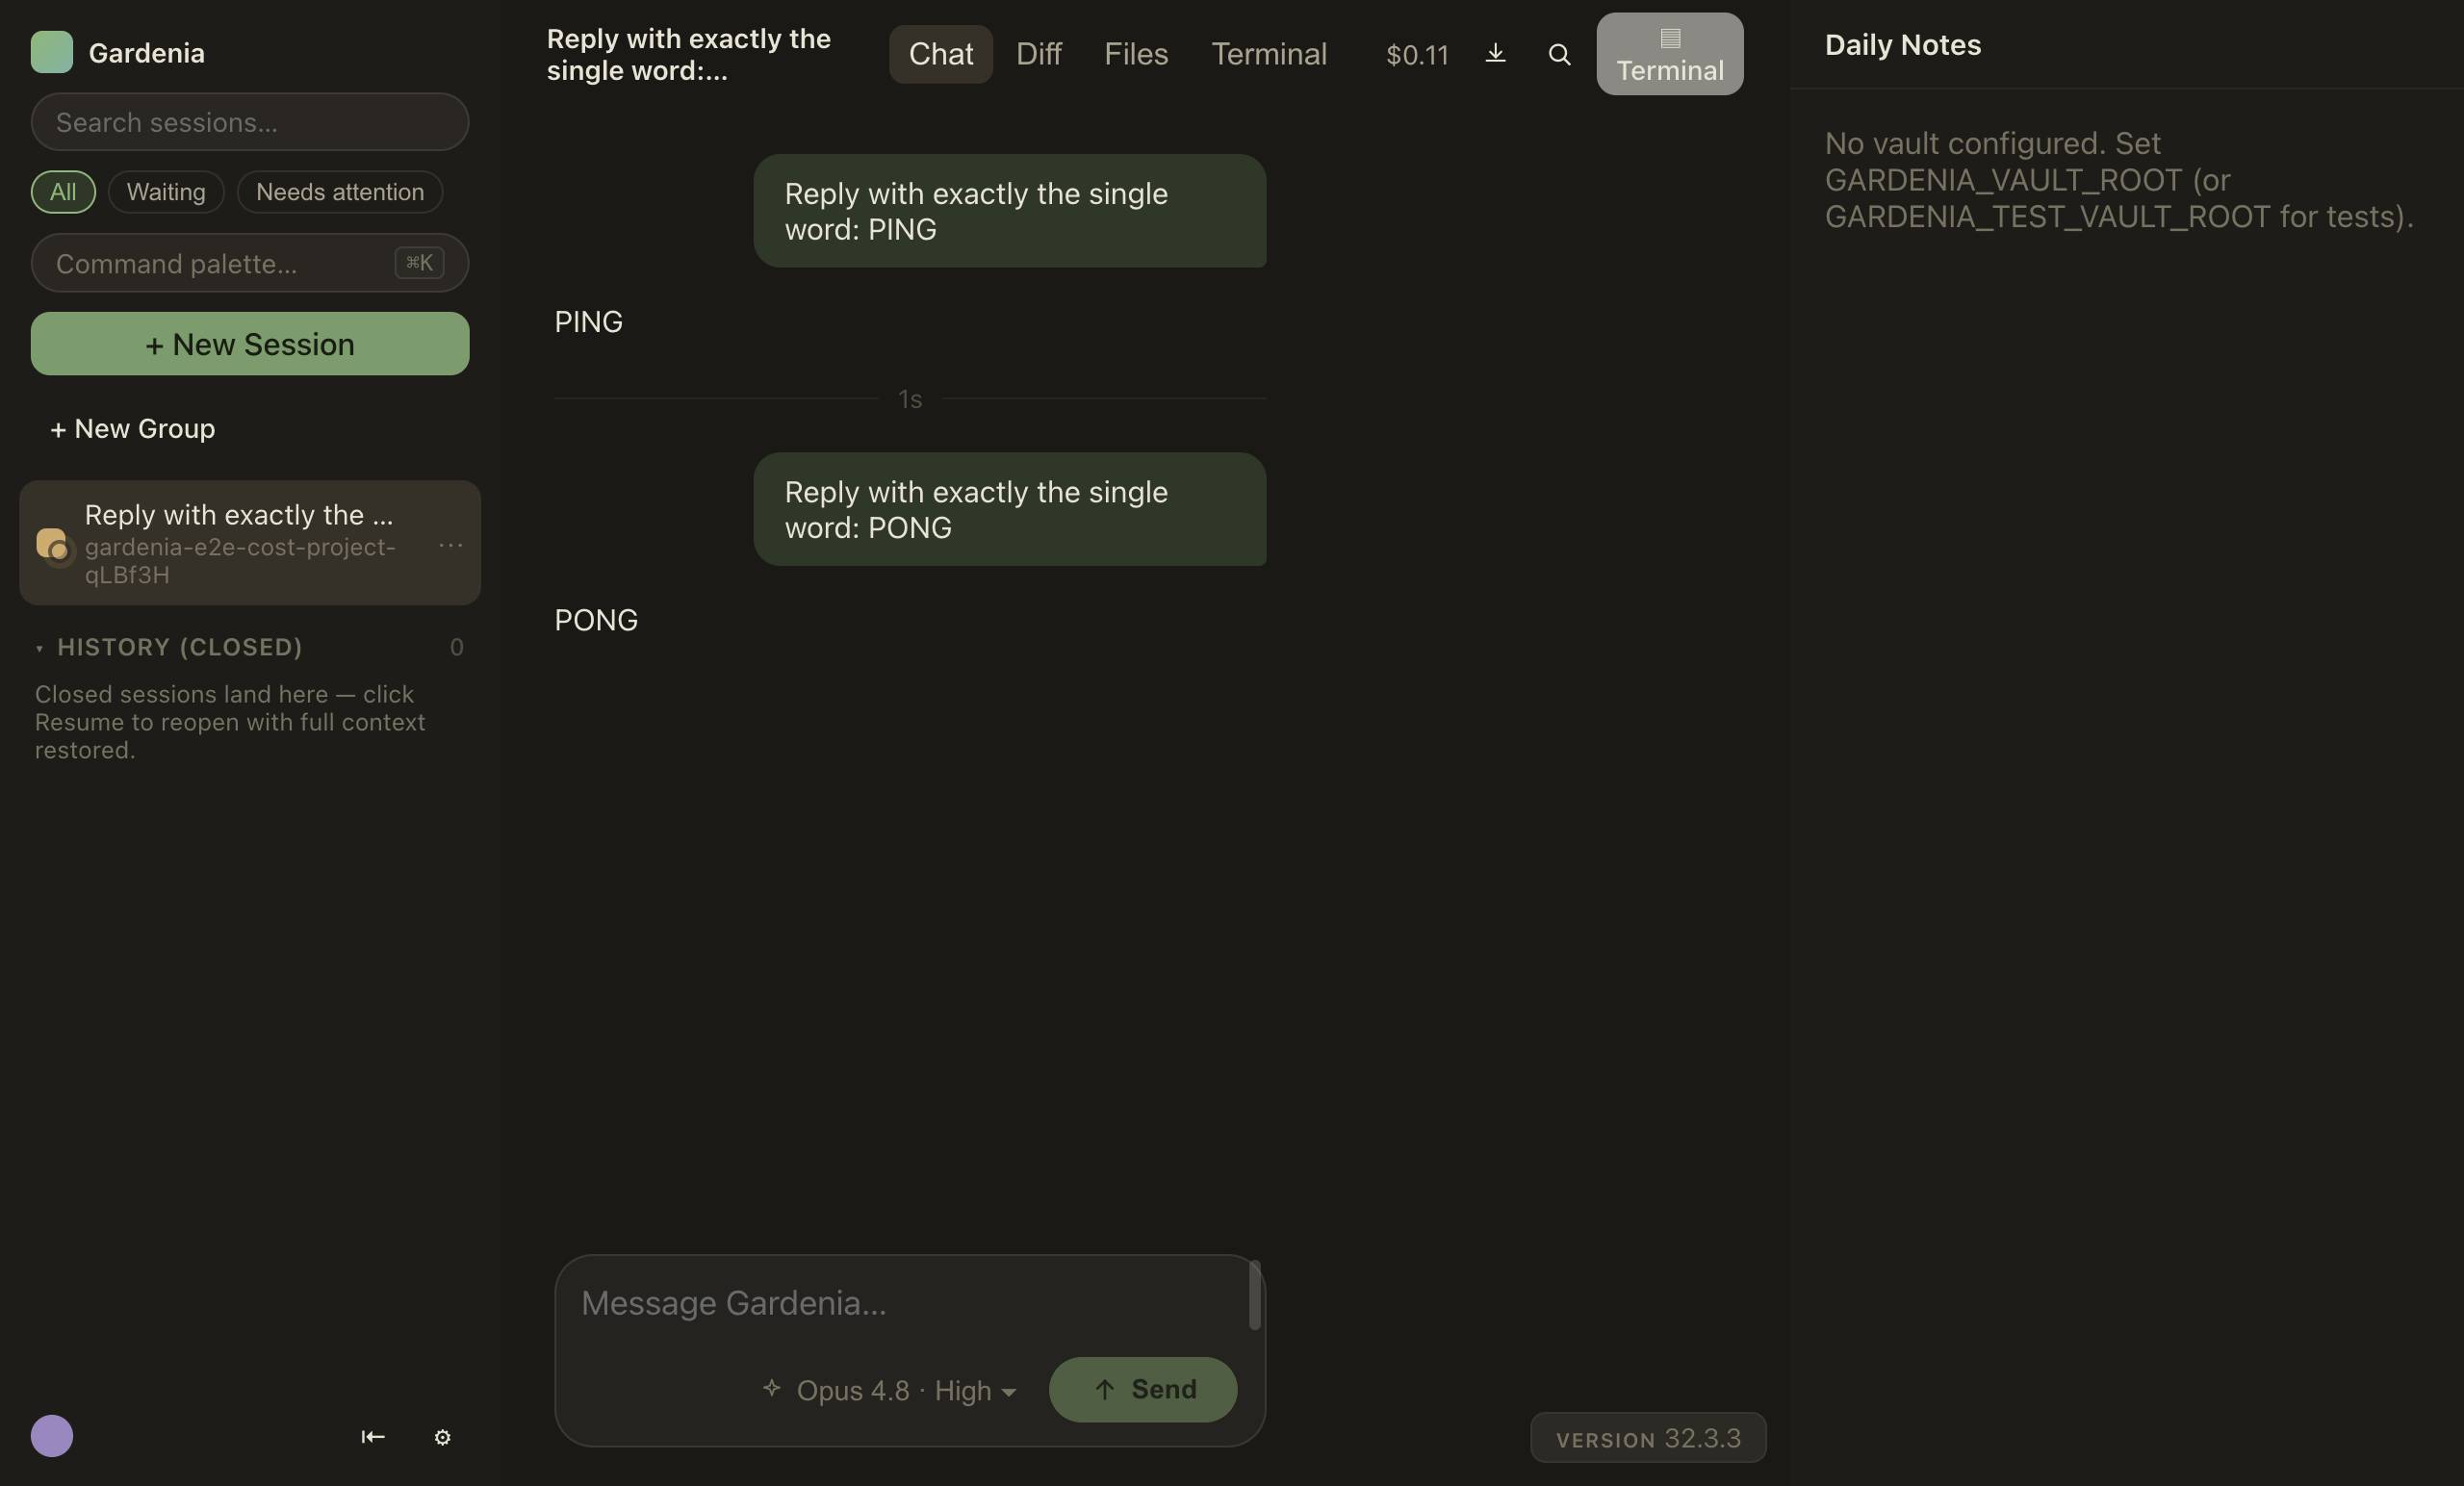 Gardenia
Search sessions...
All
Waiting
Needs attention
Command palette...
⌘K
+ New Session
+ New Group
Reply with exactly the ...
gardenia-e2e-cost-project-
qLBf3H
...
▾ HISTORY (CLOSED)
0
Closed sessions land here — click
Resume to reopen with full context
restored.
Reply with exactly the
single word:...
Chat
Diff
Files
Terminal
$0.11
Terminal
Reply with exactly the single
word: PING
PING
1s
Reply with exactly the single
word: PONG
PONG
Message Gardenia...
Opus 4.8 · High
Send
VERSION 32.3.3
Daily Notes
No vault configured. Set
GARDENIA_VAULT_ROOT (or
GARDENIA_TEST_VAULT_ROOT for tests).